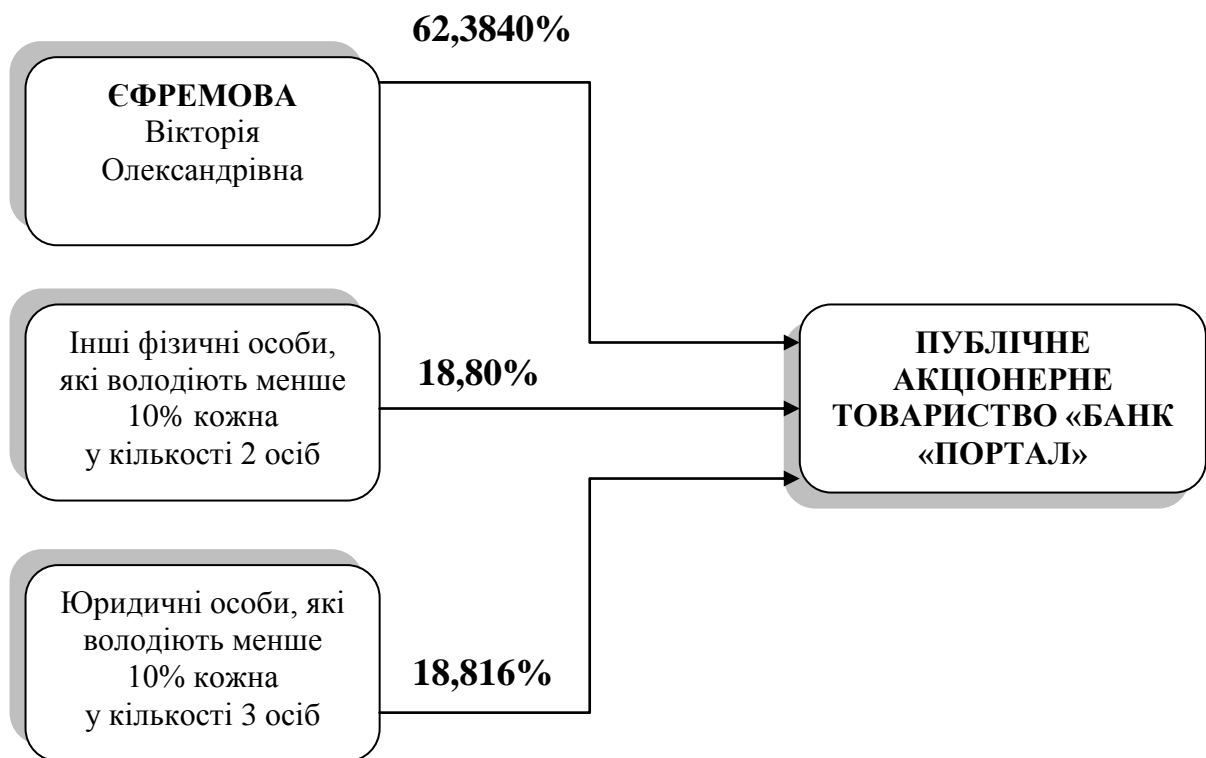 62,3840%
ЄФРЕМОВА
Вікторія
Олександрівна
Інші фізичні особи,
які володіють менше
10% кожна
у кількості 2 осіб
18,80%
ПУБЛІЧНЕ
АКЦІОНЕРНЕ
ТОВАРИСТВО «БАНК
«ПОРТАЛ»
Юридичні особи, які
володіють менше
10% кожна
у кількості 3 осіб
18,816%